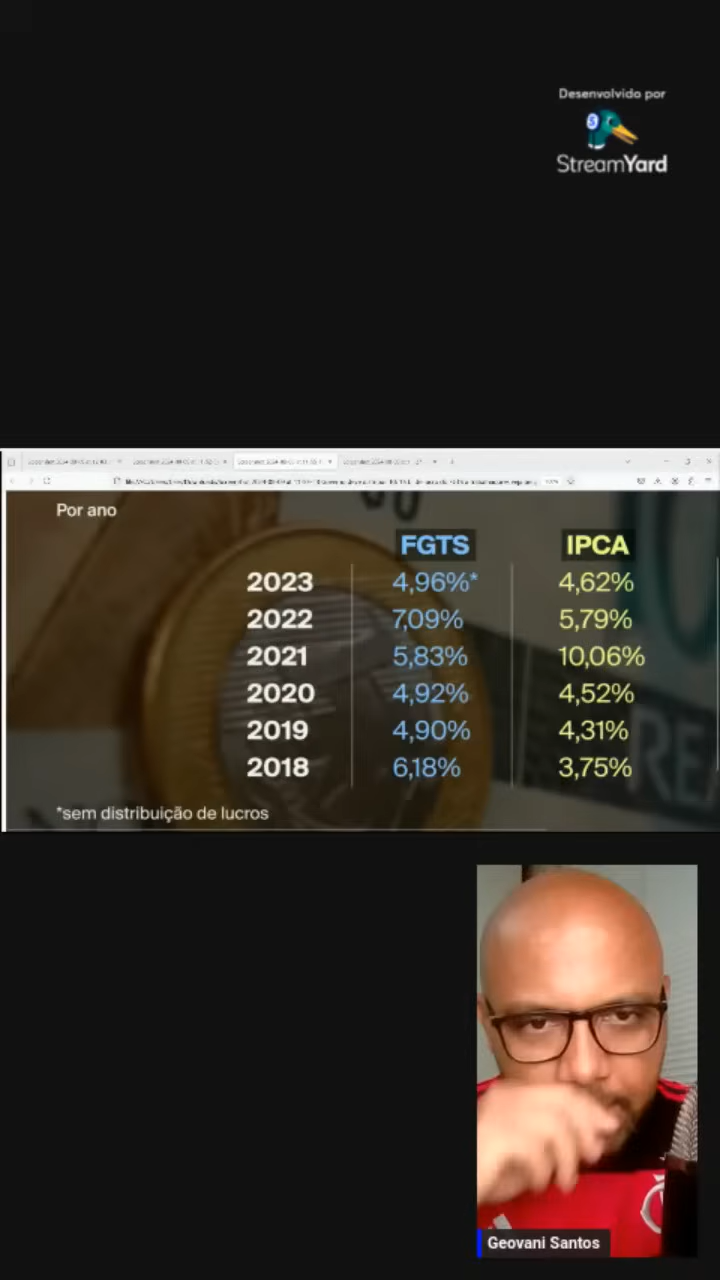 Desenvolvido por
StreamYard
Por ano
FGTS IPCA
2023 4,96%* 4,62%
2022 7,09% 5,79%
2021 5,83% 10,06%
2020 4,92% 4,52%
2019 4,90% 4,31%
2018 6,18% 3,75%
*sem distribuição de lucros
Geovani Santos